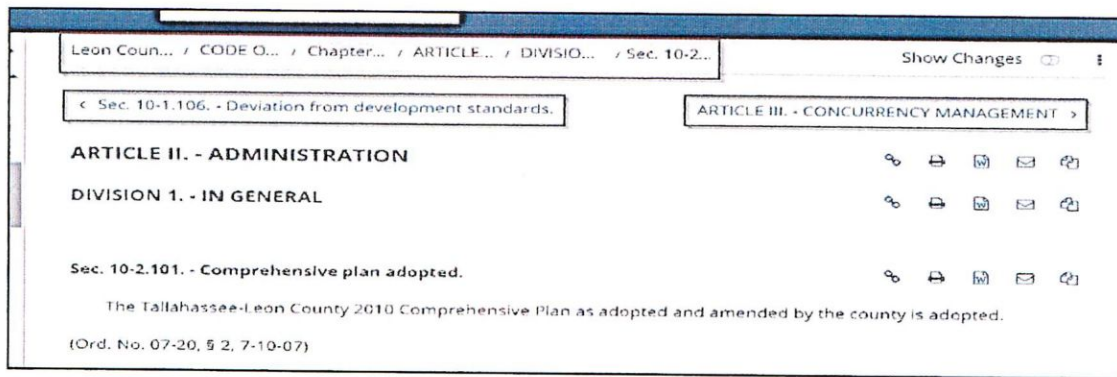 Leon Coun... / CODE O... / Chapter... / ARTICLE... / DIVISIO... / Sec. 10-2...
Show Changes
< Sec. 10-1.106. - Deviation from development standards.
ARTICLE III. - CONCURRENCY MANAGEMENT >
ARTICLE II. - ADMINISTRATION
DIVISION 1. - IN GENERAL
Sec. 10-2.101. - Comprehensive plan adopted.
The Tallahassee-Leon County 2010 Comprehensive Plan as adopted and amended by the county is adopted.
(Ord. No. 07-20, § 2, 7-10-07)